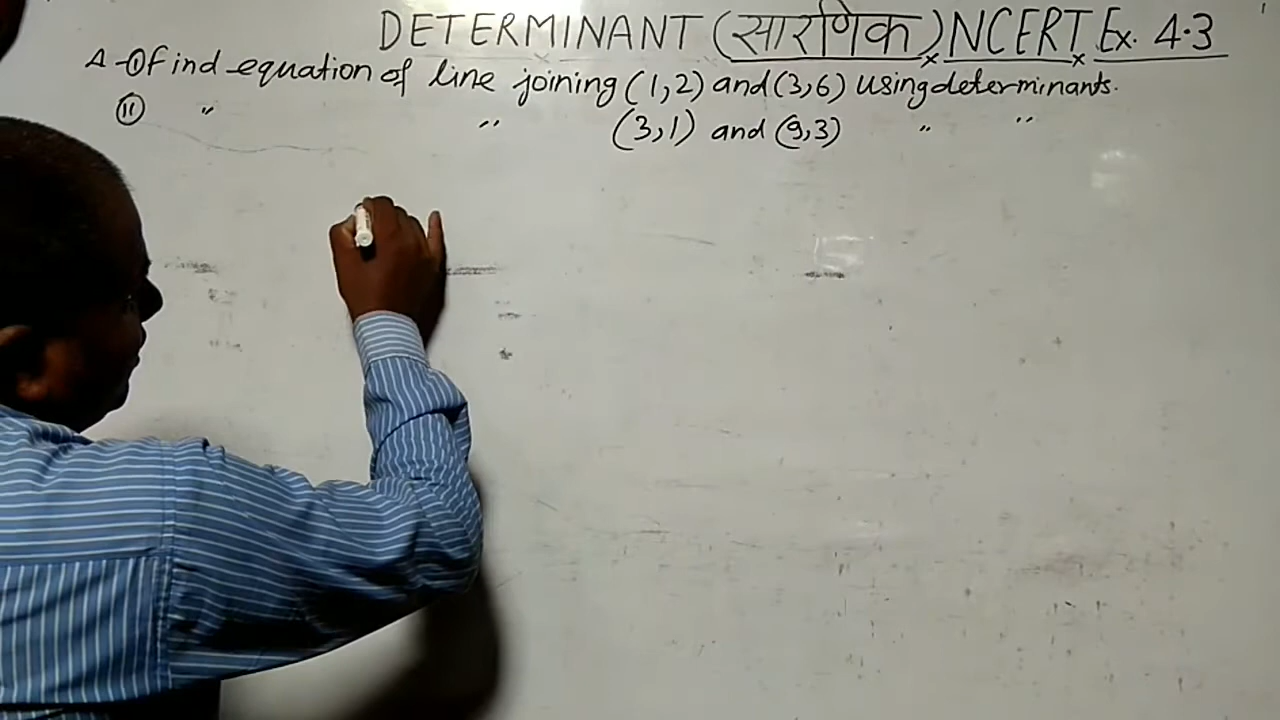 DETERMINANT (सारणिक) NCERT Ex. 4.3
A-① Find equation of line joining (1,2) and (3,6) using determinants.
⑪ " " (3,1) and (9,3) " "